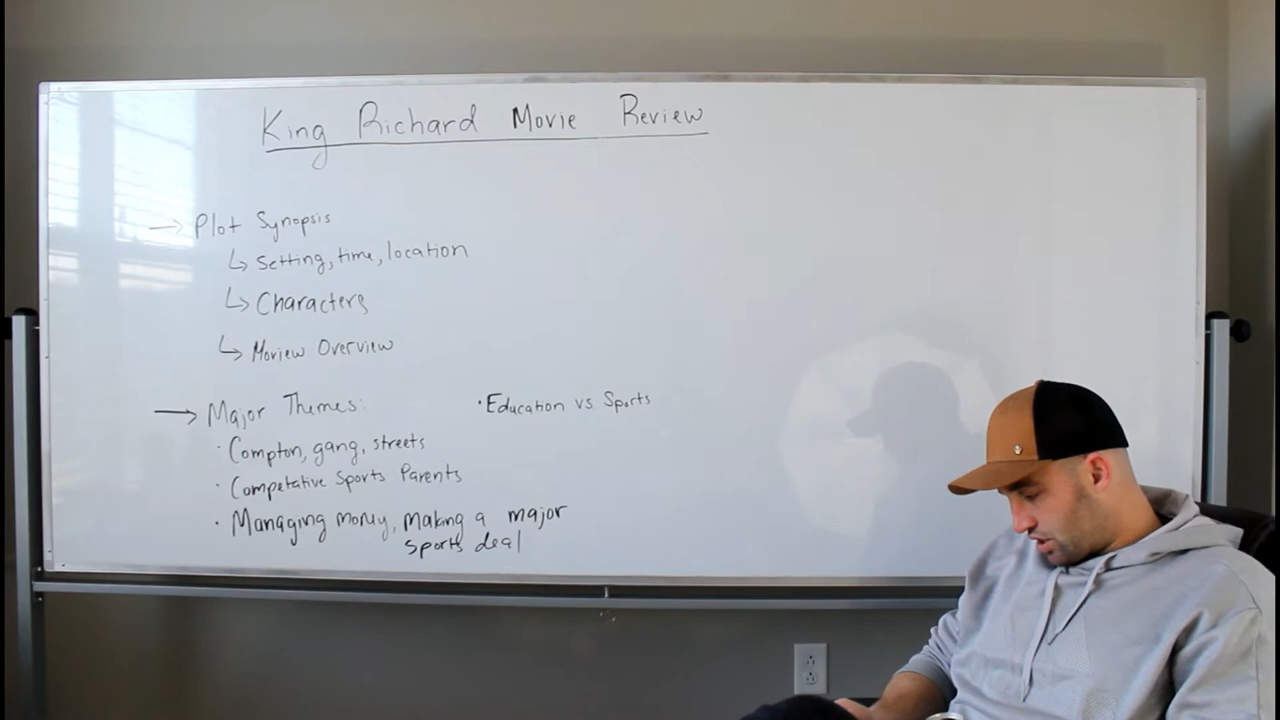 King Richard Movie Review
→ Plot Synopsis
↳ Setting, time, location
↳ Characters
↳ Moview Overview
→ Major Themes:
· Compton, gang, streets
· Competative Sports Parents
· Managing money, making a major
sports deal
· Education vs. Sports